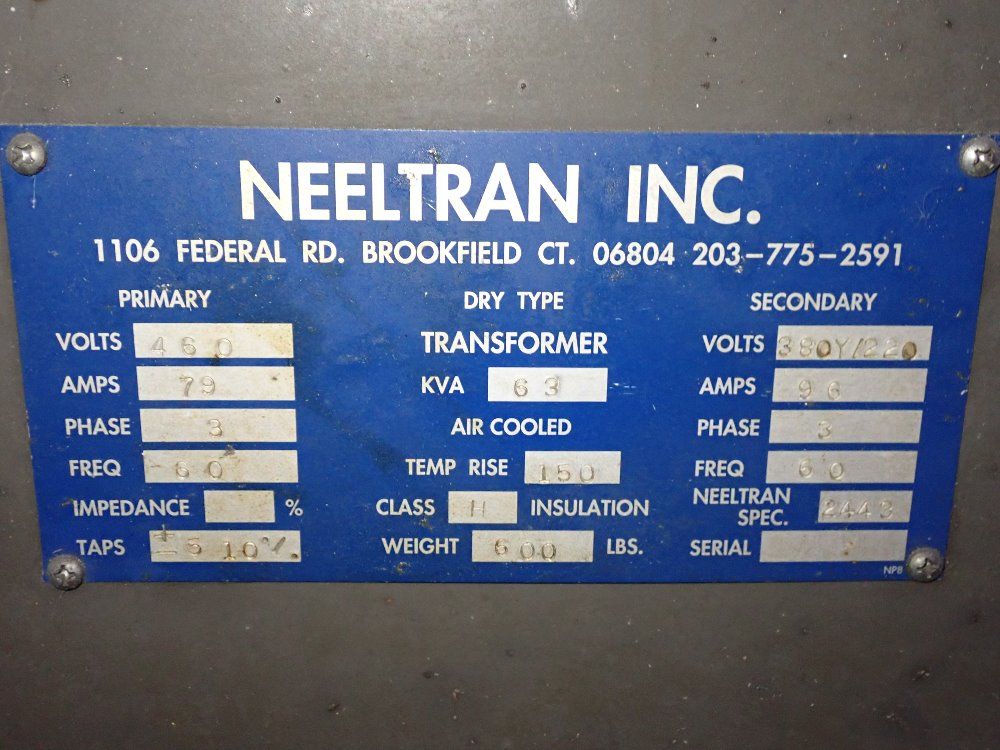 NEELTRAN INC.
1106 FEDERAL RD. BROOKFIELD CT. 06804 203-775-2591
PRIMARY DRY TYPE SECONDARY
VOLTS 460 TRANSFORMER VOLTS 380Y/220
AMPS 79 KVA 63 AMPS 96
PHASE 3 AIR COOLED PHASE 3
FREQ 60 TEMP RISE 150 FREQ 60
IMPEDANCE % CLASS H INSULATION NEELTRAN SPEC. 2443
TAPS ±5 10% WEIGHT 600 LBS. SERIAL
NPB